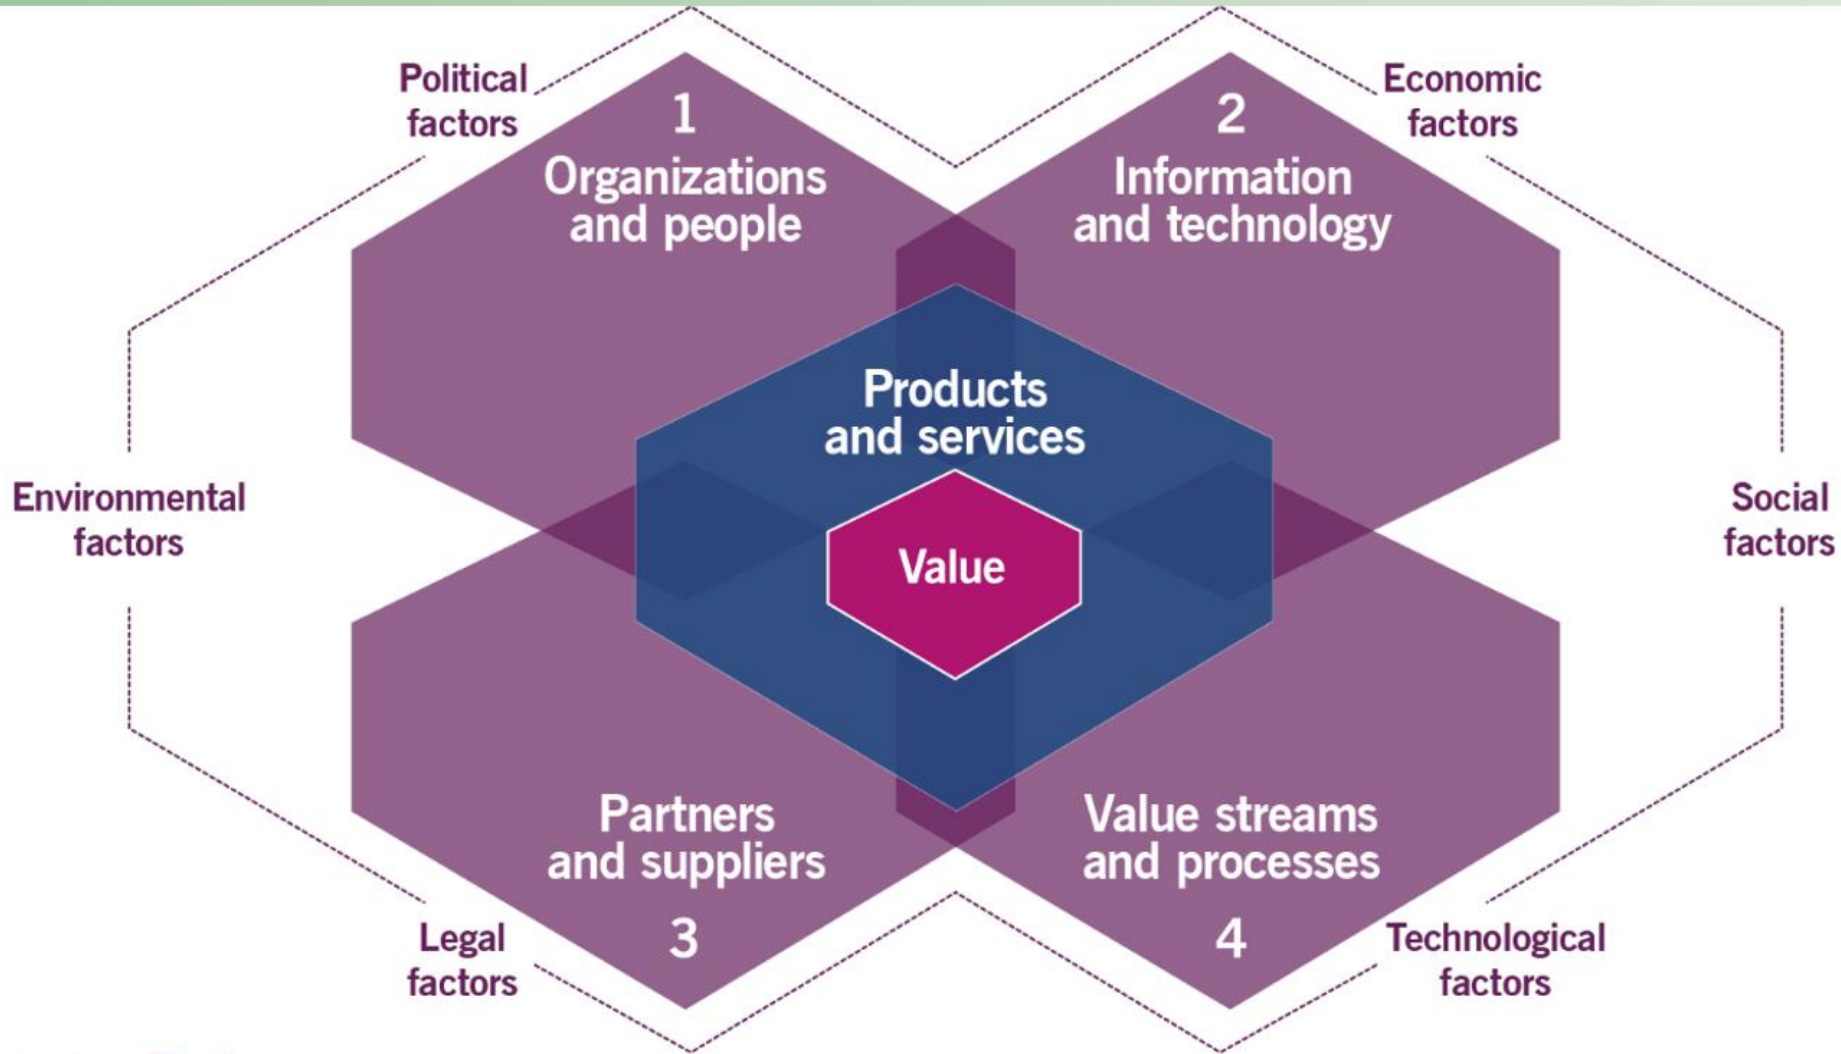 Political
factors
Economic
factors
1
Organizations
and people
2
Information
and technology
Products
and services
Environmental
factors
Value
Social
factors
Partners
and suppliers
3
Value streams
and processes
4
Legal
factors
Technological
factors